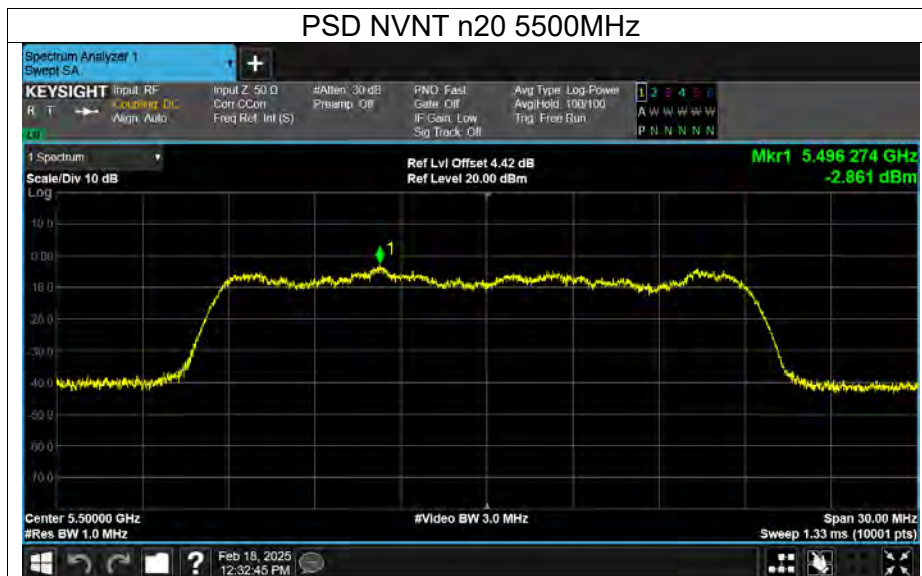 PSD NVNT n20 5500MHz
Spectrum Analyzer 1
Swept SA
+
KEYSIGHT Input: RF Input Z: 50 Ω #Atten: 30 dB PNO: Fast Avg Type: Log-Power 1 2 3 4 5 6
R T Coupling: DC Corr CCorr Preamp: Off Gate: Off Avg|Hold: 100/100 A W W W W W
Align: Auto Freq Ref: Int (S) IF Gain: Low Trig: Free Run P N N N N N
Sig Track: Off
1 Spectrum
Scale/Div 10 dB
Ref Lvl Offset 4.42 dB
Ref Level 20.00 dBm
Mkr1 5.496 274 GHz
-2.861 dBm
Log
10.0
0.00
-10.0
-20.0
-30.0
-40.0
-50.0
-60.0
-70.0
1
Center 5.50000 GHz #Video BW 3.0 MHz Span 30.00 MHz
#Res BW 1.0 MHz Sweep 1.33 ms (10001 pts)
? Feb 18, 2025
12:32:45 PM